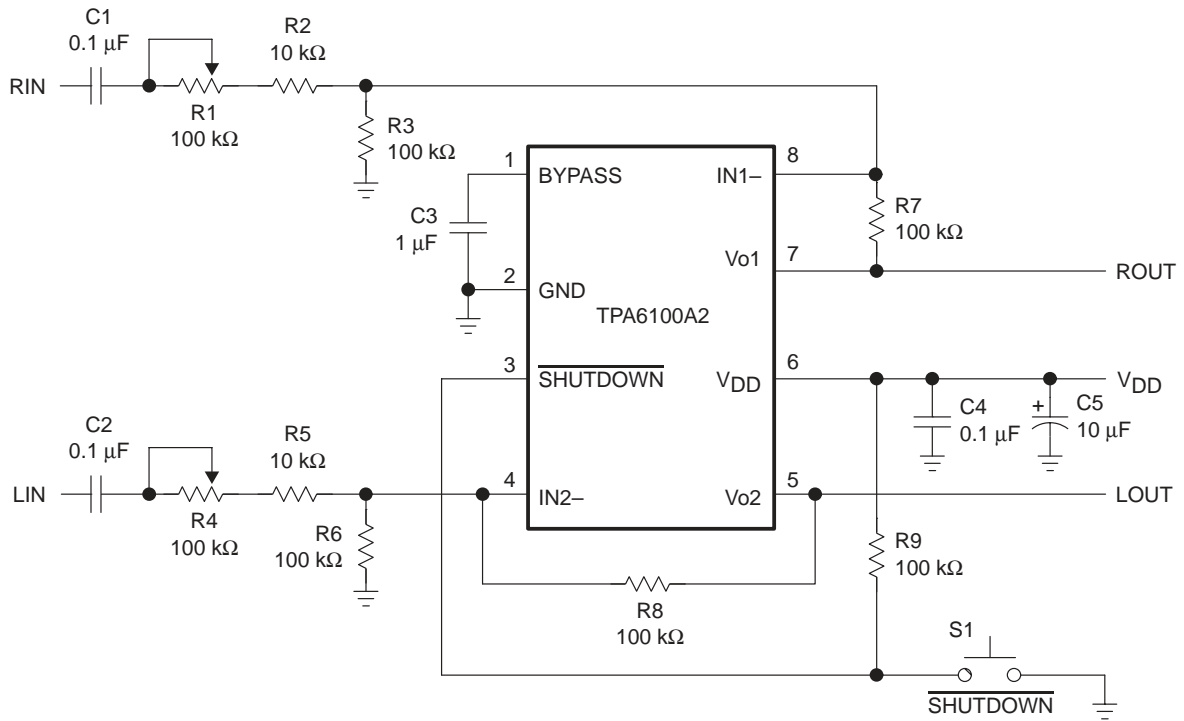 C1
0.1 μF
R2
10 kΩ
RIN
R1
100 kΩ
R3
100 kΩ
1
BYPASS
IN1–
8
C3
1 μF
R7
100 kΩ
Vo1
7
ROUT
2
GND
TPA6100A2
3
SHUTDOWN
VDD
6
VDD
C4
0.1 μF
+
C5
10 μF
C2
0.1 μF
R5
10 kΩ
LIN
R4
100 kΩ
R6
100 kΩ
4
IN2–
Vo2
5
LOUT
R9
100 kΩ
R8
100 kΩ
S1
SHUTDOWN